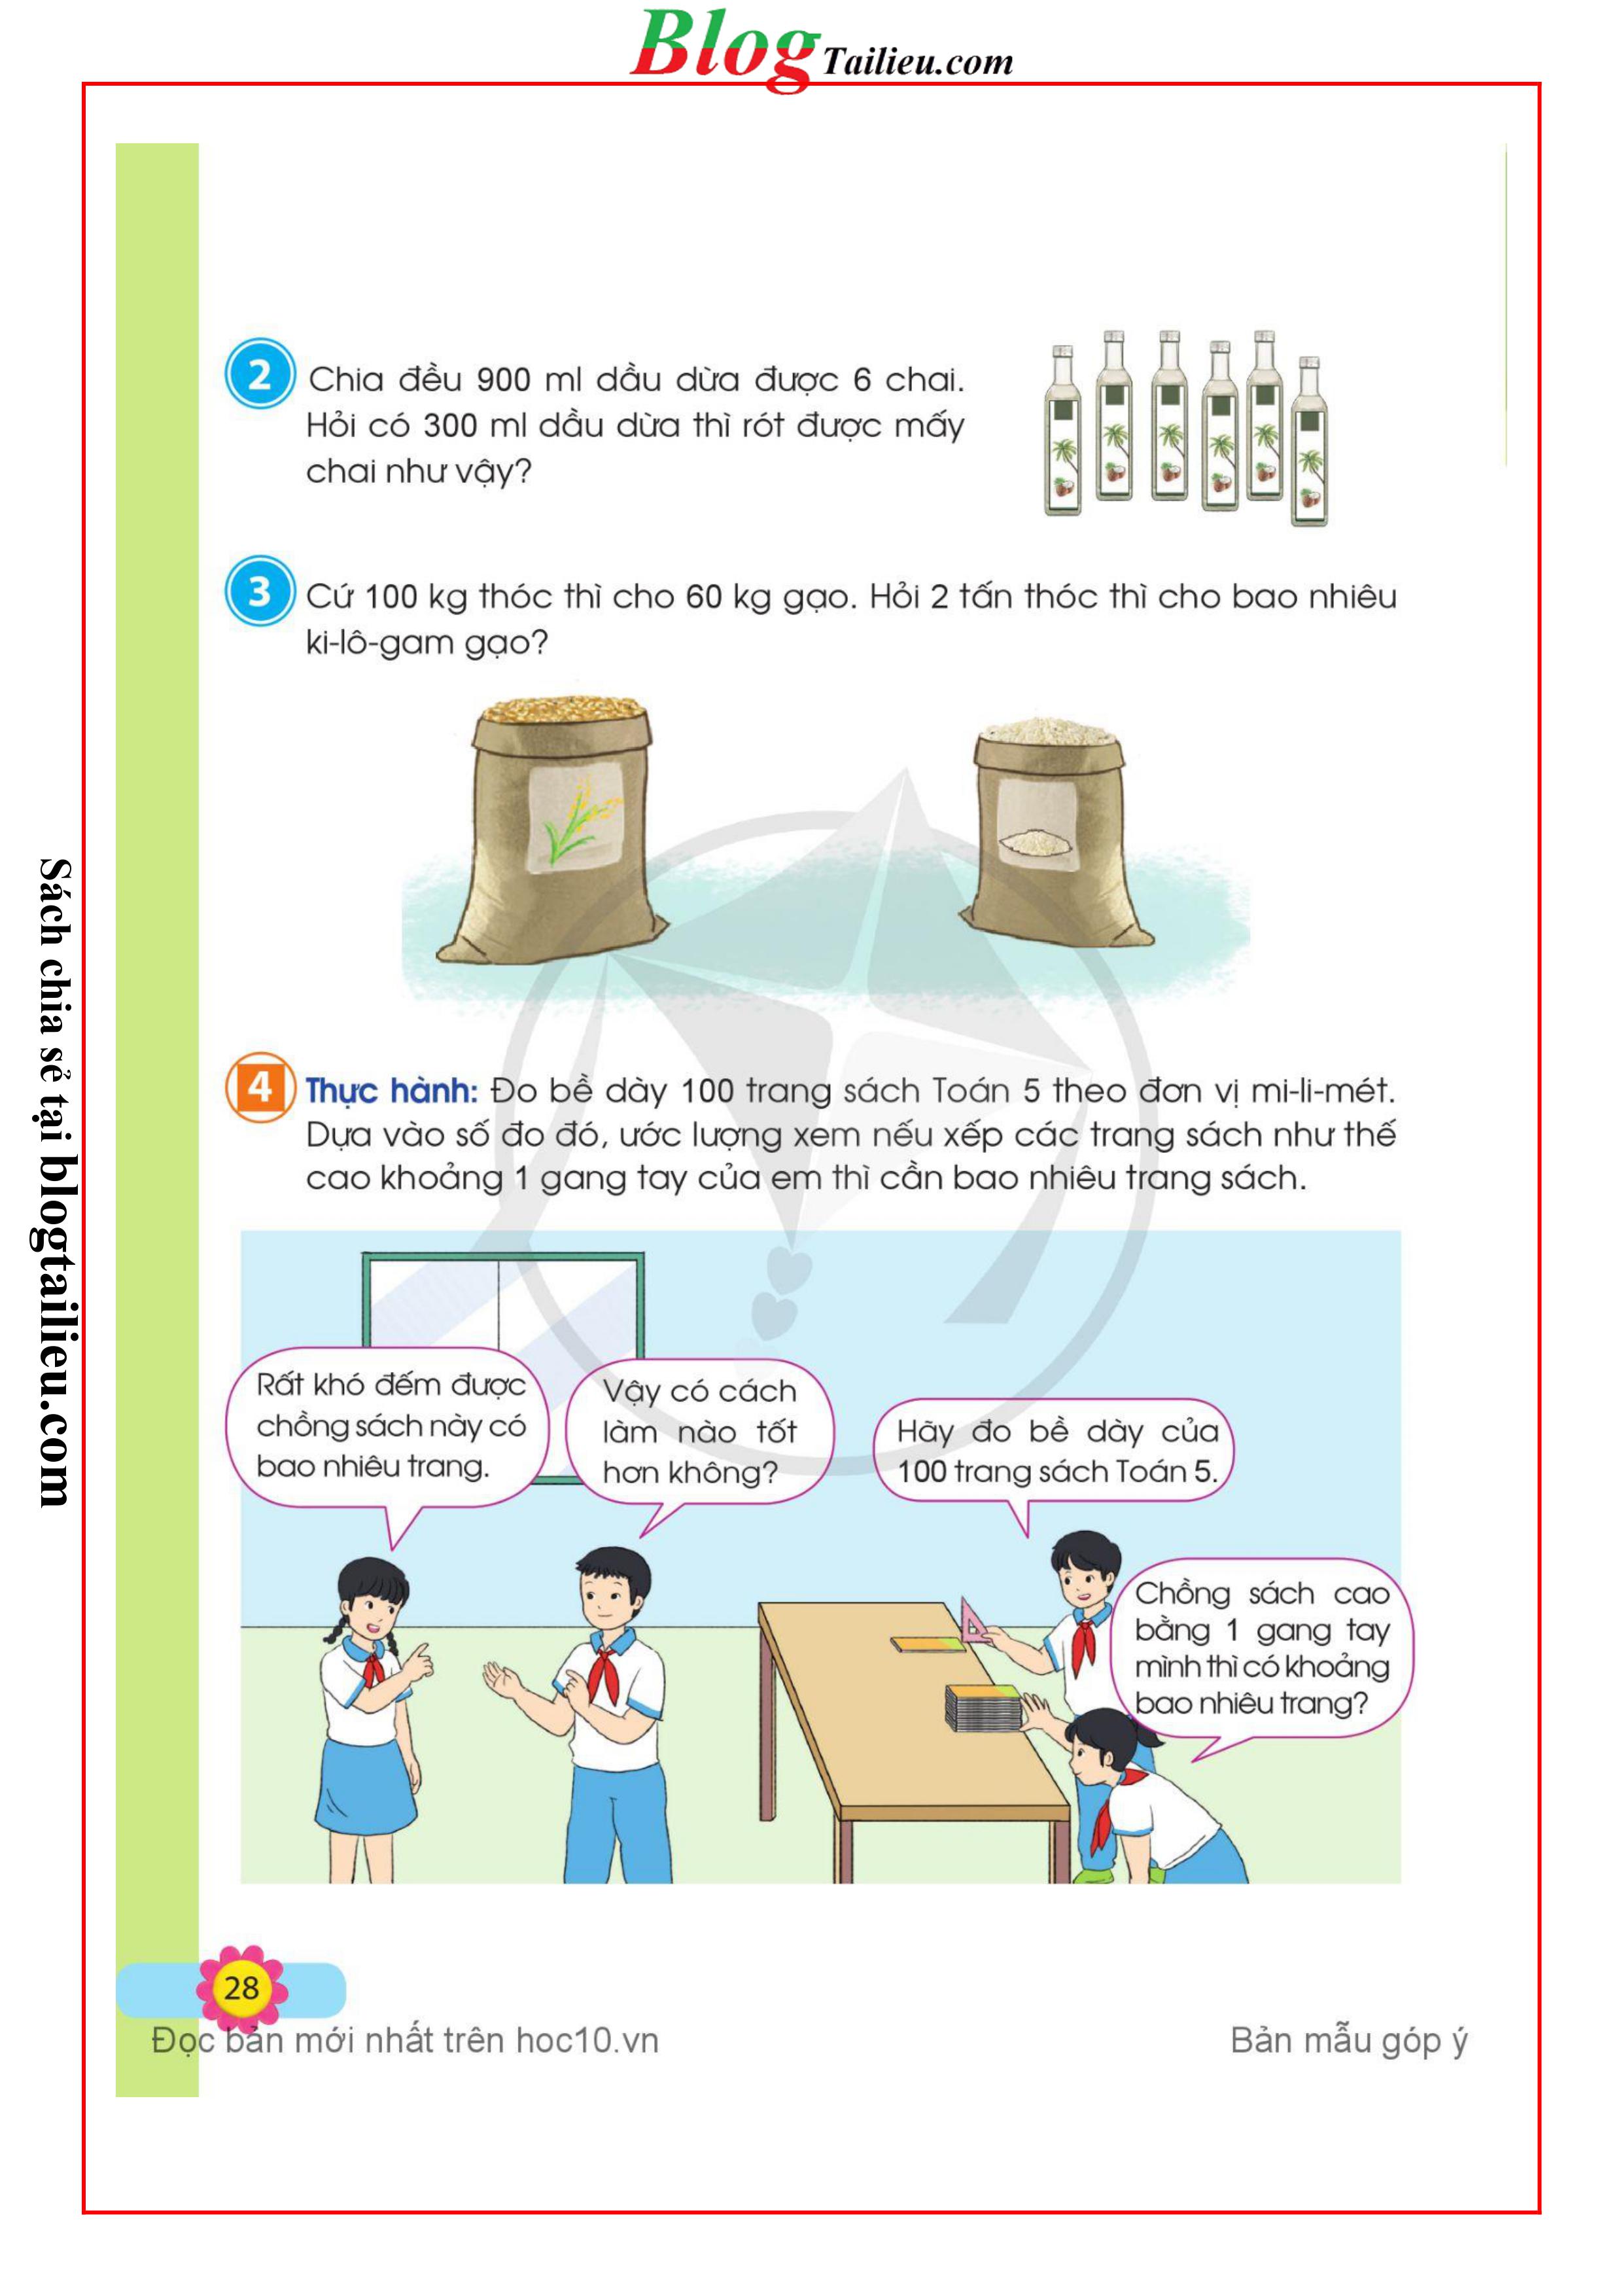 Blog Tailieu.com
2
Chia đều 900 ml dầu dừa được 6 chai.
Hỏi có 300 ml dầu dừa thì rót được mấy
chai như vậy?
3
Cứ 100 kg thóc thì cho 60 kg gạo. Hỏi 2 tấn thóc thì cho bao nhiêu
ki-lô-gam gạo?
Sách chia sẻ tại blogtailieu.com
4
Thực hành: Đo bề dày 100 trang sách Toán 5 theo đơn vị mi-li-mét.
Dựa vào số đo đó, ước lượng xem nếu xếp các trang sách như thế
cao khoảng 1 gang tay của em thì cần bao nhiêu trang sách.
Rất khó đếm được
chồng sách này có
bao nhiêu trang.
Vậy có cách
làm nào tốt
hơn không?
Hãy đo bề dày của
100 trang sách Toán 5.
Chồng sách cao
bằng 1 gang tay
mình thì có khoảng
bao nhiêu trang?
28
Đọc bản mới nhất trên hoc10.vn
Bản mẫu góp ý